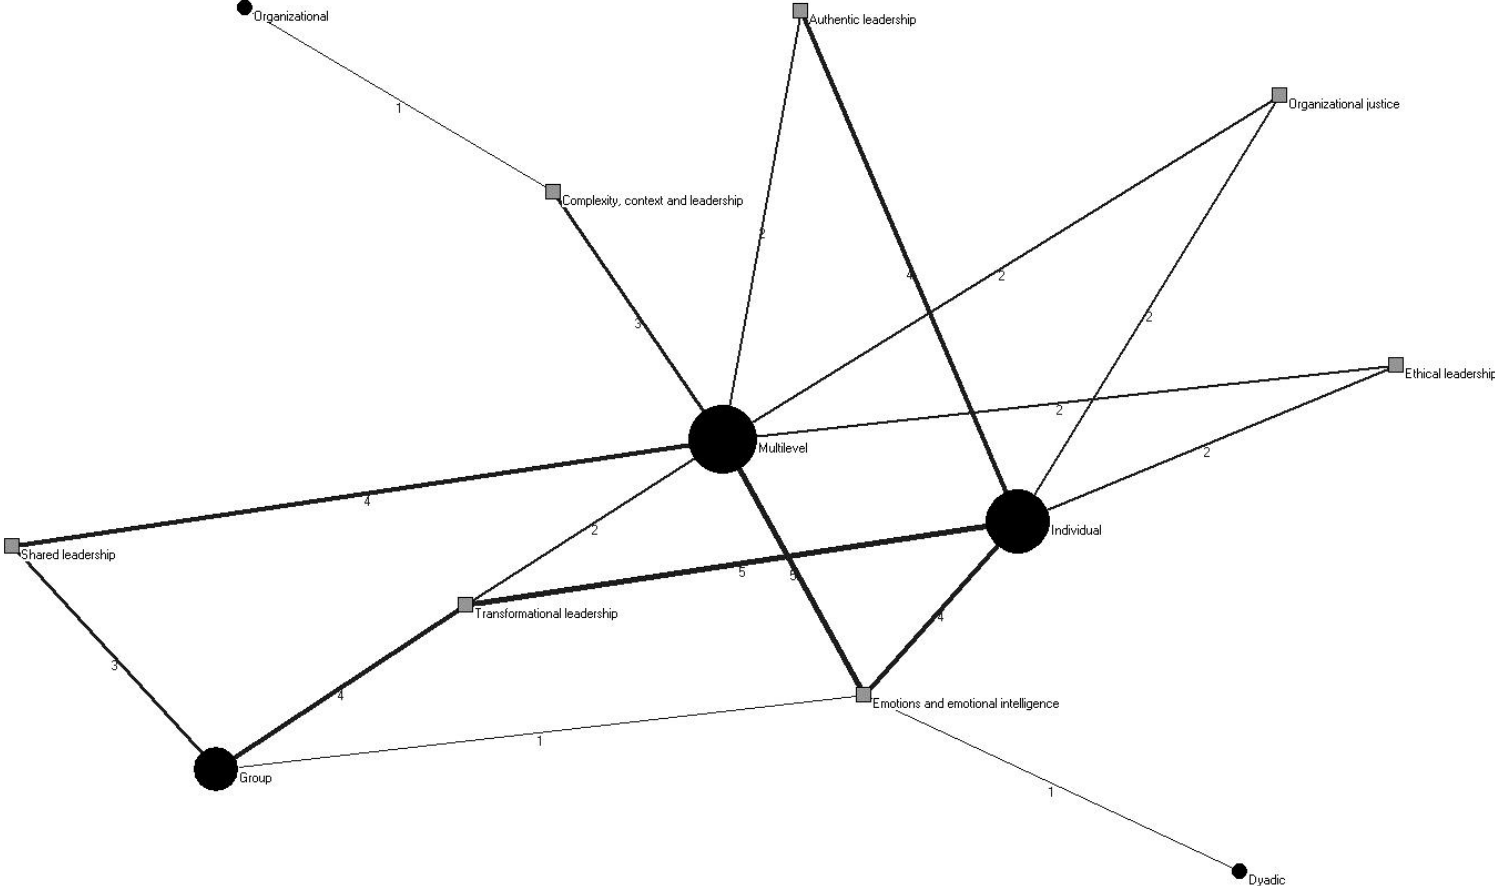 Organizational
Authentic leadership
Organizational justice
1
Complexity, context and leadership
2
4
2
2
3
Ethical leadership
2
Multilevel
2
4
2
Individual
Shared leadership
5
5
Transformational leadership
4
3
4
Emotions and emotional intelligence
1
Group
1
Dyadic